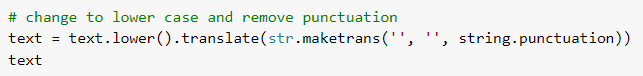 # change to lower case and remove punctuation
text = text.lower().translate(str.maketrans('', '', string.punctuation))
text